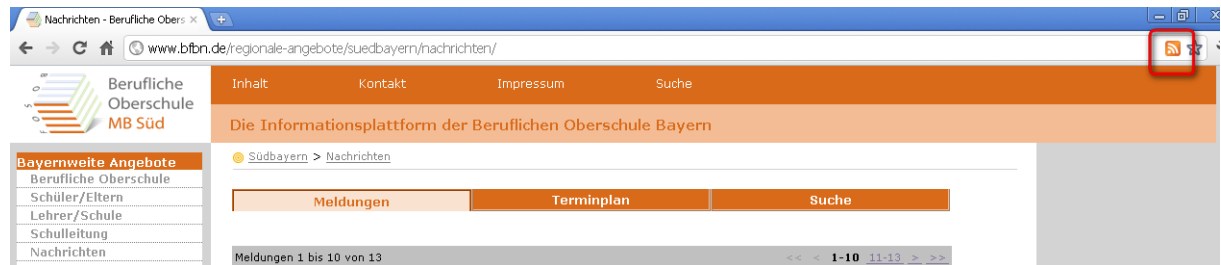 Nachrichten - Berufliche Obers
www.bfbn.de/regionale-angebote/suedbayern/nachrichten/
Berufliche
Oberschule
MB Süd
Inhalt Kontakt Impressum Suche
Die Informationsplattform der Beruflichen Oberschule Bayern
Südbayern > Nachrichten
Bayernweite Angebote
Berufliche Oberschule
Schüler/Eltern
Lehrer/Schule
Schulleitung
Nachrichten
Meldungen Terminplan Suche
Meldungen 1 bis 10 von 13 << < 1-10 11-13 > >>